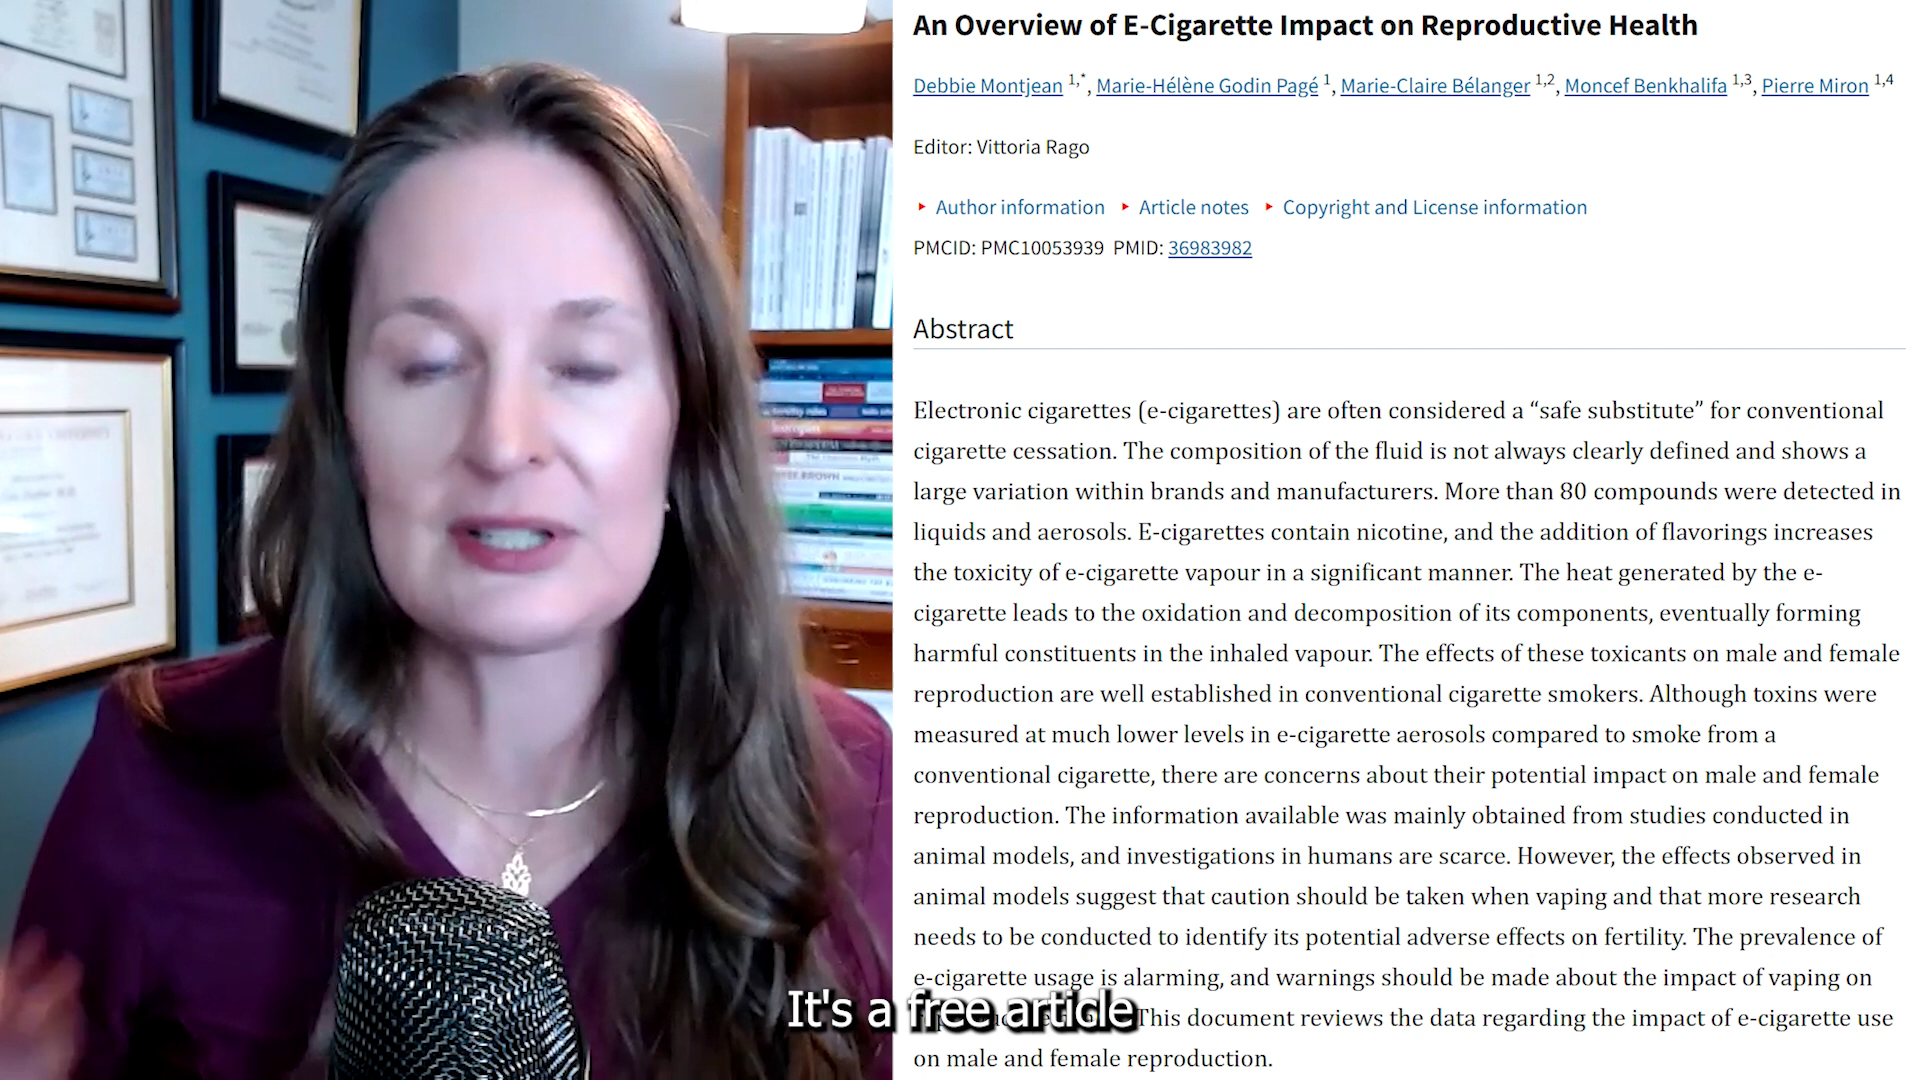 An Overview of E-Cigarette Impact on Reproductive Health
Debbie Montjean 1,*, Marie-Hélène Godin Pagé 1, Marie-Claire Bélanger 1,2, Moncef Benkhalifa 1,3, Pierre Miron 1,4
Editor: Vittoria Rago
Author information Article notes Copyright and License information
PMCID: PMC10053939 PMID: 36983982
Abstract
Electronic cigarettes (e-cigarettes) are often considered a “safe substitute” for conventional
cigarette cessation. The composition of the fluid is not always clearly defined and shows a
large variation within brands and manufacturers. More than 80 compounds were detected in
liquids and aerosols. E-cigarettes contain nicotine, and the addition of flavorings increases
the toxicity of e-cigarette vapour in a significant manner. The heat generated by the e-
cigarette leads to the oxidation and decomposition of its components, eventually forming
harmful constituents in the inhaled vapour. The effects of these toxicants on male and female
reproduction are well established in conventional cigarette smokers. Although toxins were
measured at much lower levels in e-cigarette aerosols compared to smoke from a
conventional cigarette, there are concerns about their potential impact on male and female
reproduction. The information available was mainly obtained from studies conducted in
animal models, and investigations in humans are scarce. However, the effects observed in
animal models suggest that caution should be taken when vaping and that more research
needs to be conducted to identify its potential adverse effects on fertility. The prevalence of
e-cigarette usage is alarming, and warnings should be made about the impact of vaping on
This document reviews the data regarding the impact of e-cigarette use
on male and female reproduction.
It's a free article